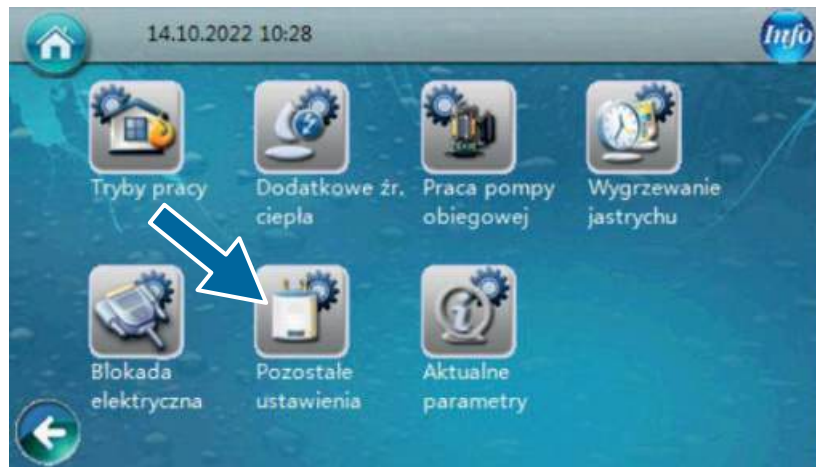 14.10.2022 10:28
Info
Tryby pracy
Dodatkowe źr.
ciepła
Praca pompy
obiegowej
Wygrzewanie
jastrychu
Blokada
elektryczna
Pozostałe
ustawienia
Aktualne
parametry